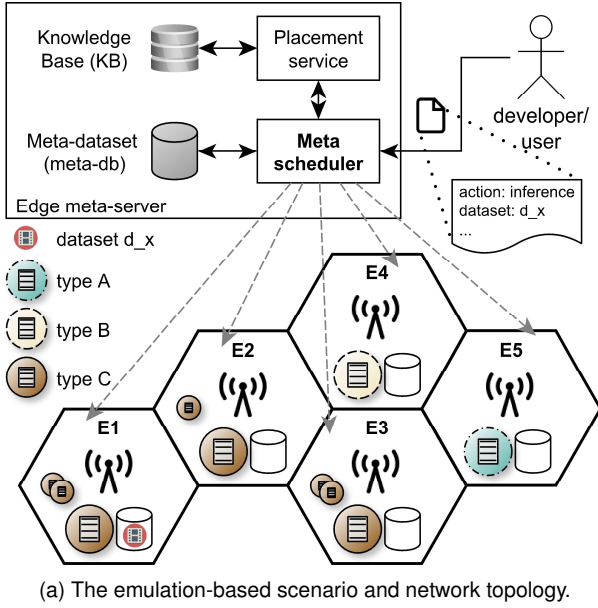 Knowledge
Base (KB)
Placement
service
developer/
user
Meta-dataset
(meta-db)
Meta
scheduler
action: inference
dataset: d_x
...
Edge meta-server
dataset d_x
type A
type B
type C
E4
E2
E5
E1
E3
(a) The emulation-based scenario and network topology.